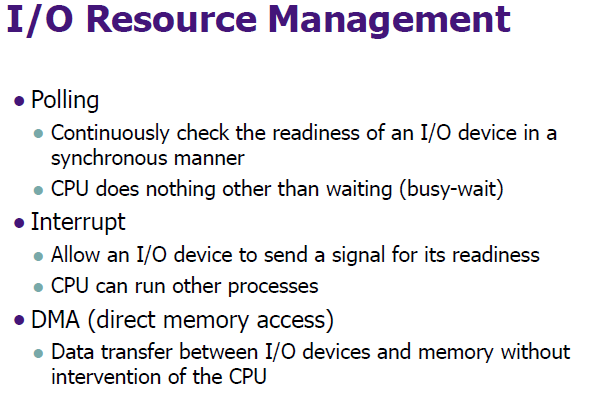 I/O Resource Management
• Polling
• Continuously check the readiness of an I/O device in a
synchronous manner
• CPU does nothing other than waiting (busy-wait)
• Interrupt
• Allow an I/O device to send a signal for its readiness
• CPU can run other processes
• DMA (direct memory access)
• Data transfer between I/O devices and memory without
intervention of the CPU